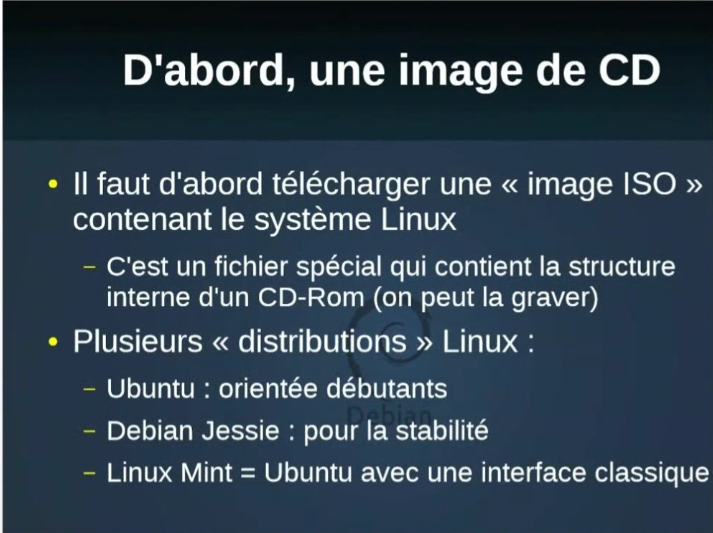 D'abord, une image de CD
• Il faut d'abord télécharger une « image ISO »
contenant le système Linux
– C'est un fichier spécial qui contient la structure
interne d'un CD-Rom (on peut la graver)
• Plusieurs « distributions » Linux :
– Ubuntu : orientée débutants
Debian
– Debian Jessie : pour la stabilité
– Linux Mint = Ubuntu avec une interface classique